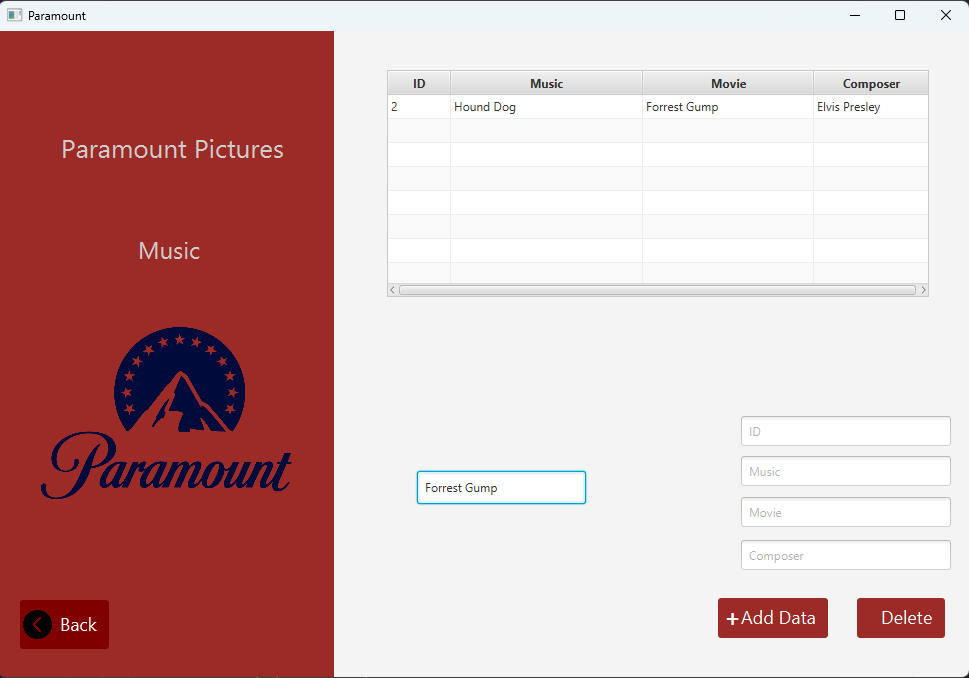 Paramount
Paramount Pictures
Music
Paramount
Back
ID Music Movie Composer
2 Hound Dog Forrest Gump Elvis Presley
Forrest Gump
ID
Music
Movie
Composer
+Add Data
Delete